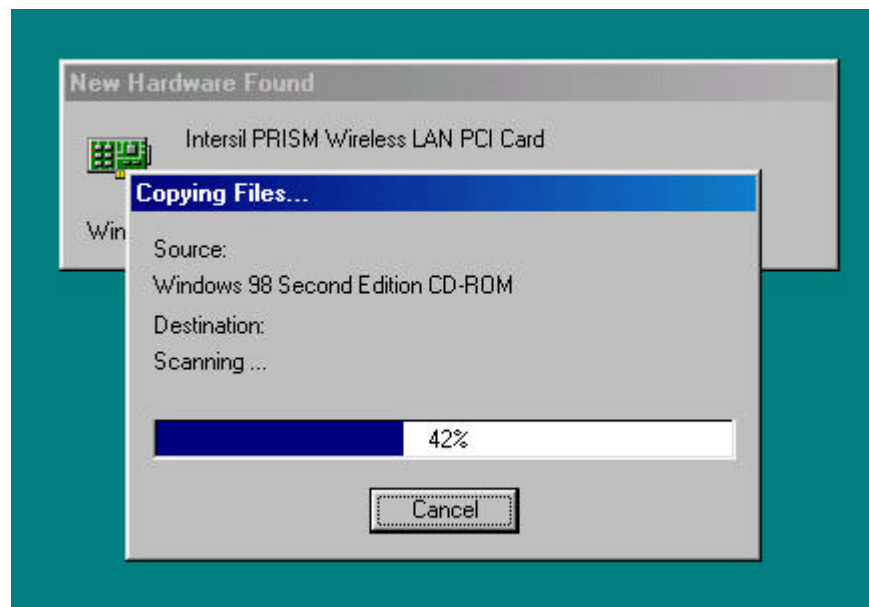 New Hardware Found
Intersil PRISM Wireless LAN PCI Card
Win
Copying Files...
Source:
Windows 98 Second Edition CD-ROM
Destination:
Scanning ...
42%
Cancel